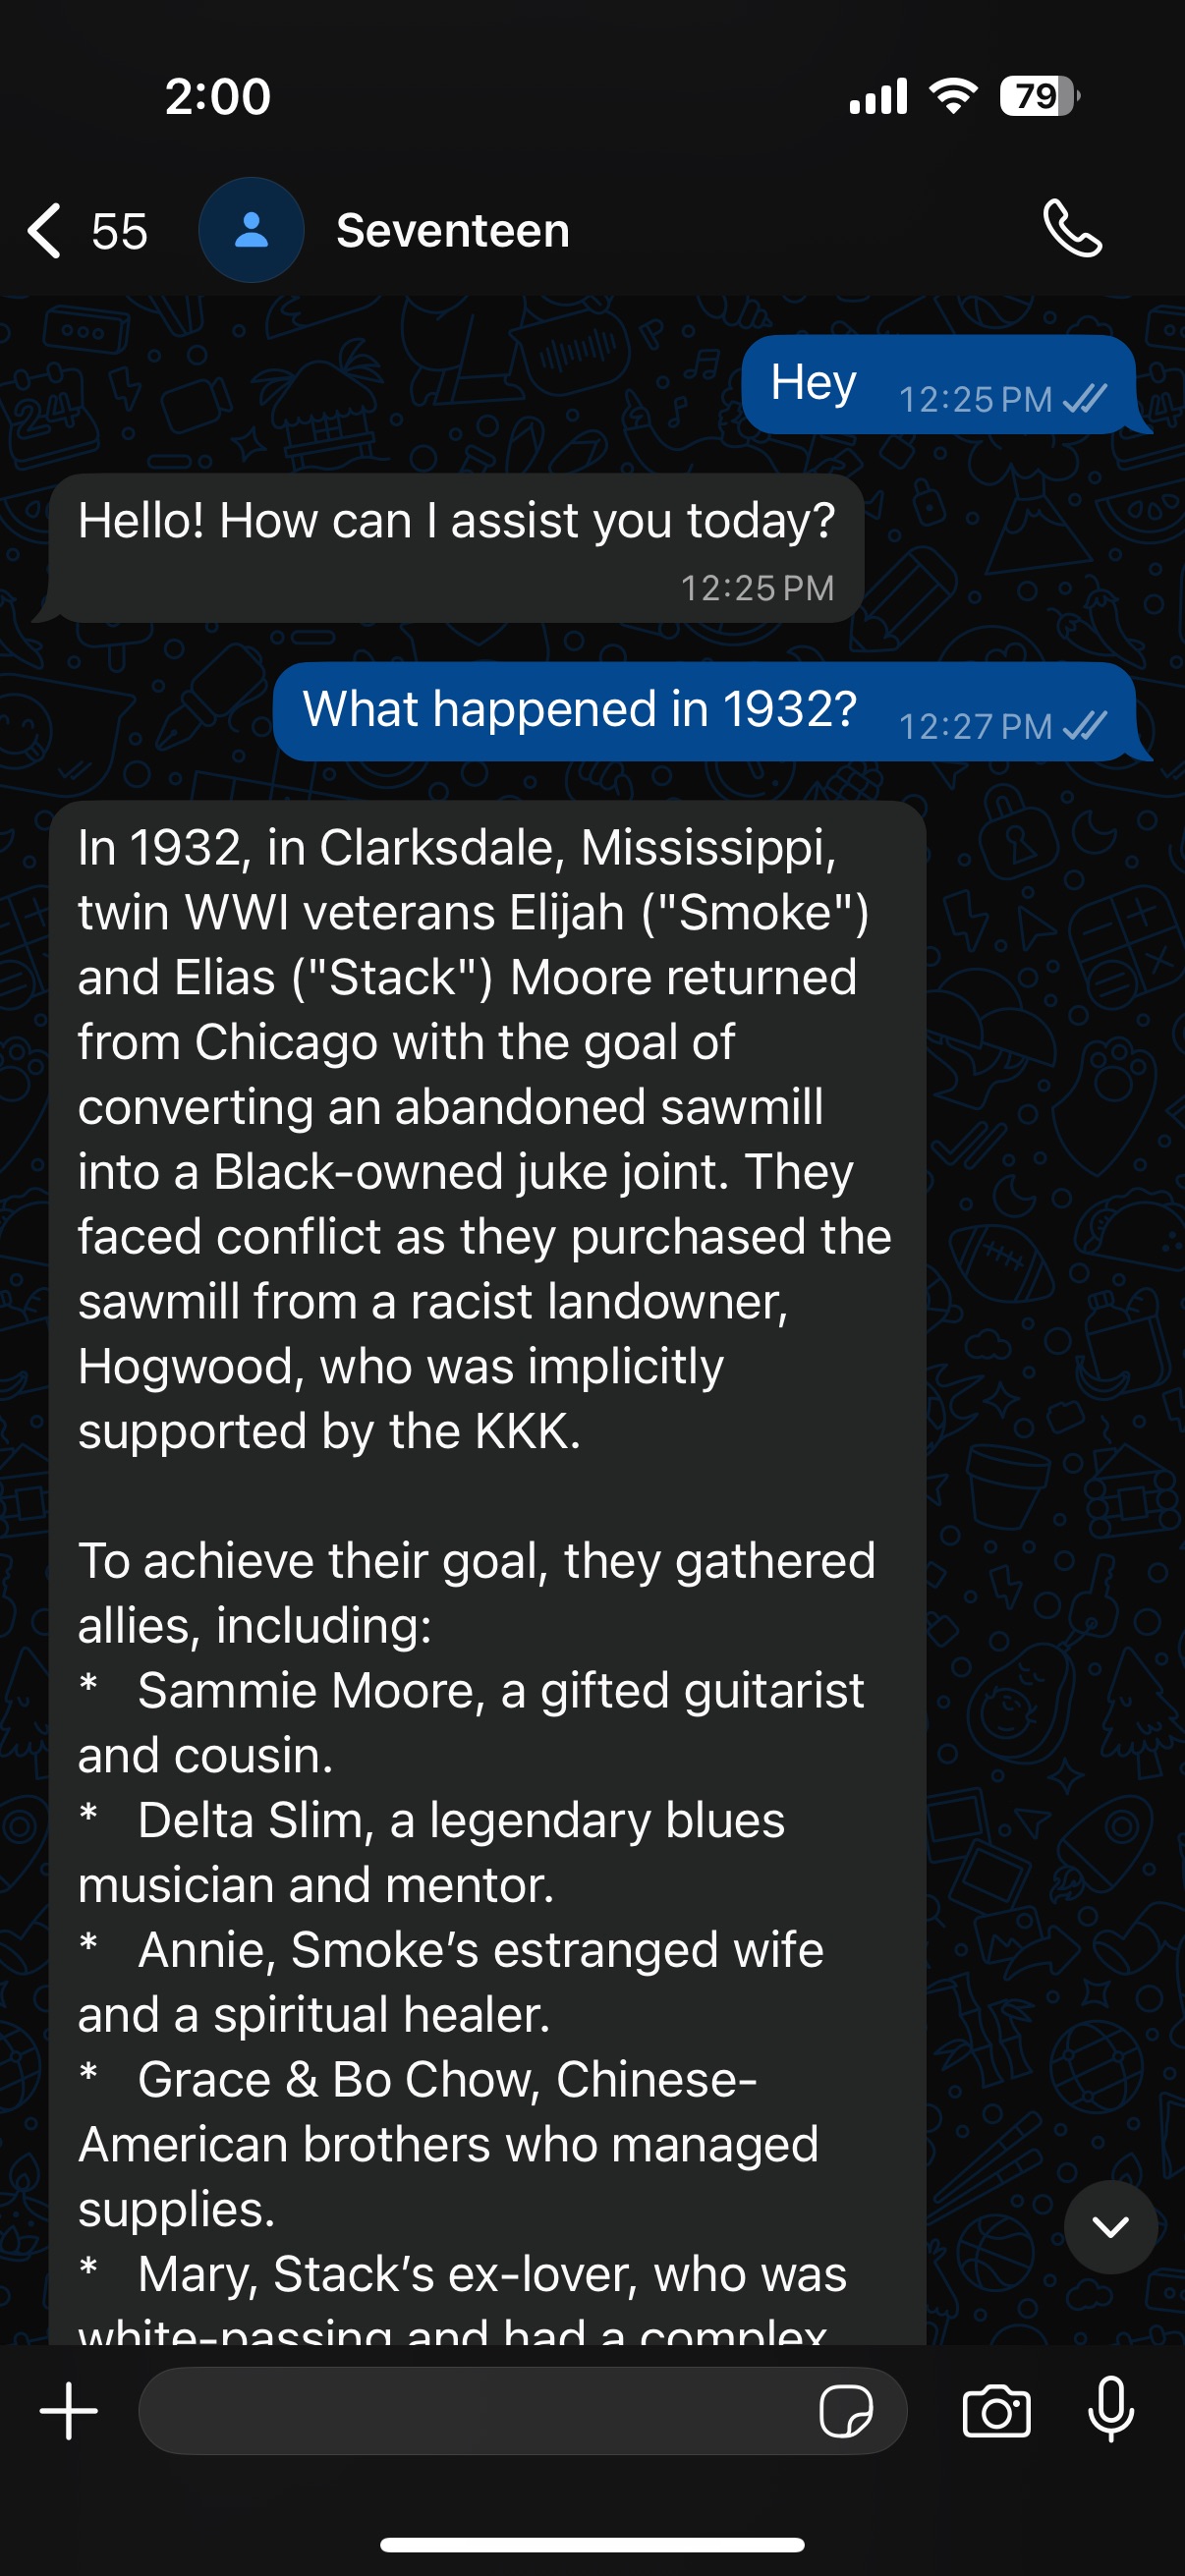 2:00
79
55
Seventeen
Hey
12:25 PM
Hello! How can I assist you today?
12:25 PM
What happened in 1932?
12:27 PM
In 1932, in Clarksdale, Mississippi,
twin WWI veterans Elijah ("Smoke")
and Elias ("Stack") Moore returned
from Chicago with the goal of
converting an abandoned sawmill
into a Black-owned juke joint. They
faced conflict as they purchased the
sawmill from a racist landowner,
Hogwood, who was implicitly
supported by the KKK.
To achieve their goal, they gathered
allies, including:
* Sammie Moore, a gifted guitarist
and cousin.
* Delta Slim, a legendary blues
musician and mentor.
* Annie, Smoke’s estranged wife
and a spiritual healer.
* Grace & Bo Chow, Chinese-
American brothers who managed
supplies.
* Mary, Stack’s ex-lover, who was
white-passing and had a complex